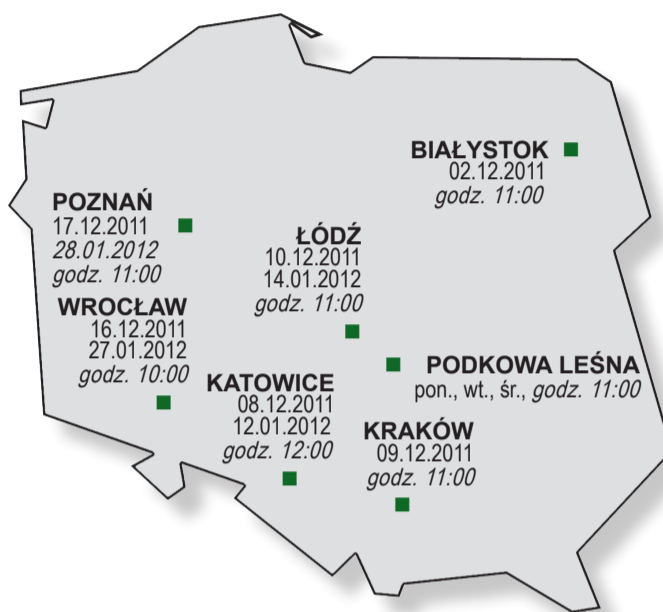 BIAŁYSTOK
02.12.2011
godz. 11:00
POZNAŃ
17.12.2011
28.01.2012
godz. 11:00
ŁÓDŹ
10.12.2011
14.01.2012
godz. 11:00
WROCŁAW
16.12.2011
27.01.2012
godz. 10:00
PODKOWA LEŚNA
pon., wt., śr., godz. 11:00
KATOWICE
08.12.2011
12.01.2012
godz. 12:00
KRAKÓW
09.12.2011
godz. 11:00